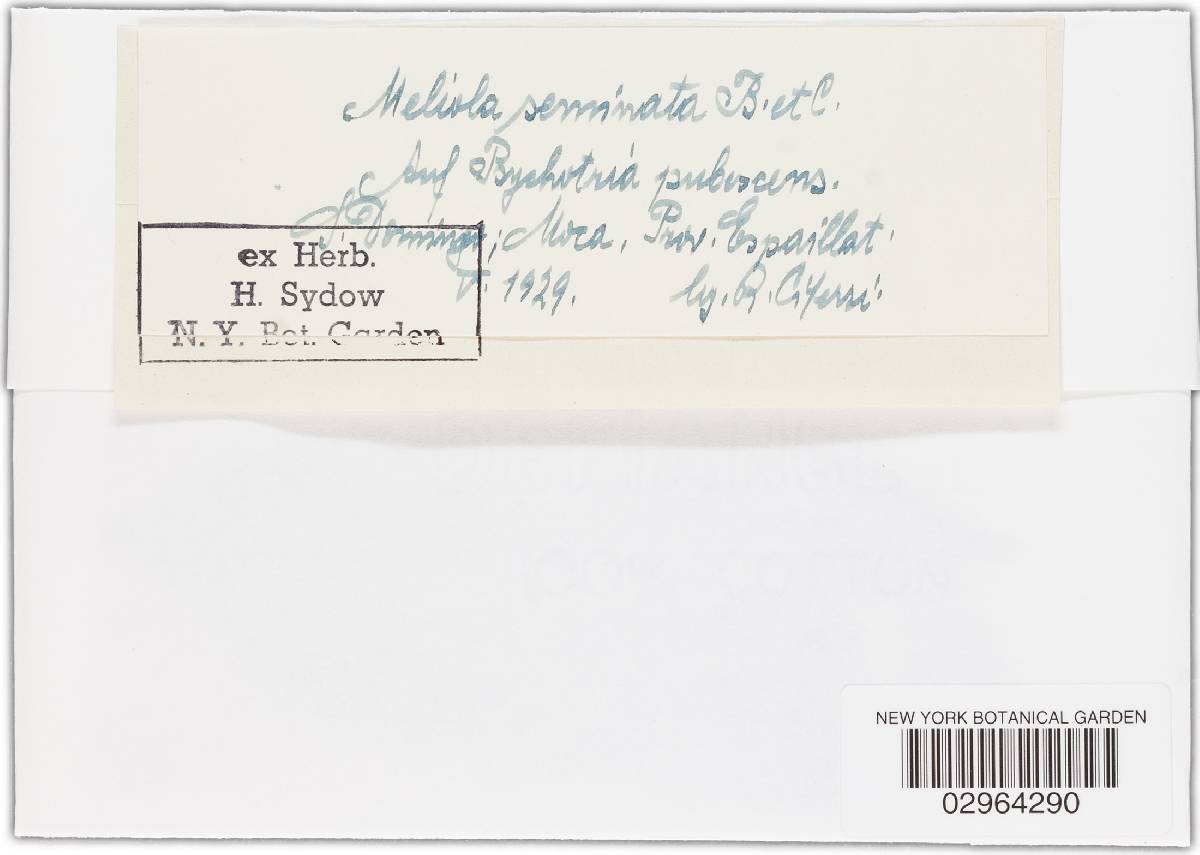 Meliola seminata B. et C.
Auf Psychotria pubescens.
S. Domingo; Moca, Prov. Espaillat.
V. 1929. lg. R. Ciferri.
ex Herb.
H. Sydow
N. Y. Bot. Garden
NEW YORK BOTANICAL GARDEN
02964290